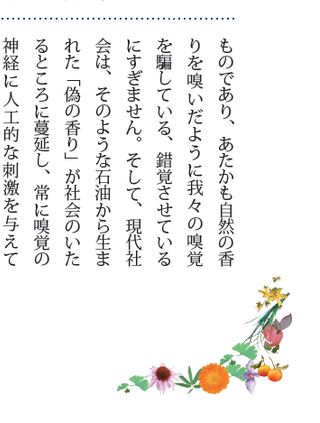 ものであり、あたかも自然の香
りを嗅いだように我々の嗅覚
を騙している、錯覚させている
にすぎません。そして、現代社
会は、そのような石油から生ま
れた「偽の香り」が社会のいた
るところに蔓延し、常に嗅覚の
神経に人工的な刺激を与えて